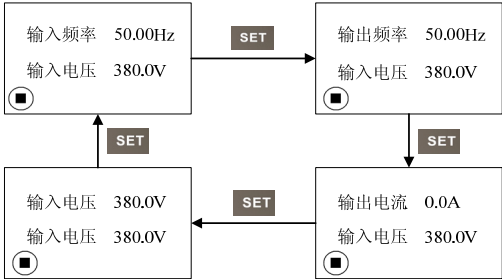 输入频率 50.00Hz
输入电压 380.0V
SET
输出频率 50.00Hz
输入电压 380.0V
SET
SET
输入电压 380.0V
输入电压 380.0V
SET
输出电流 0.0A
输入电压 380.0V